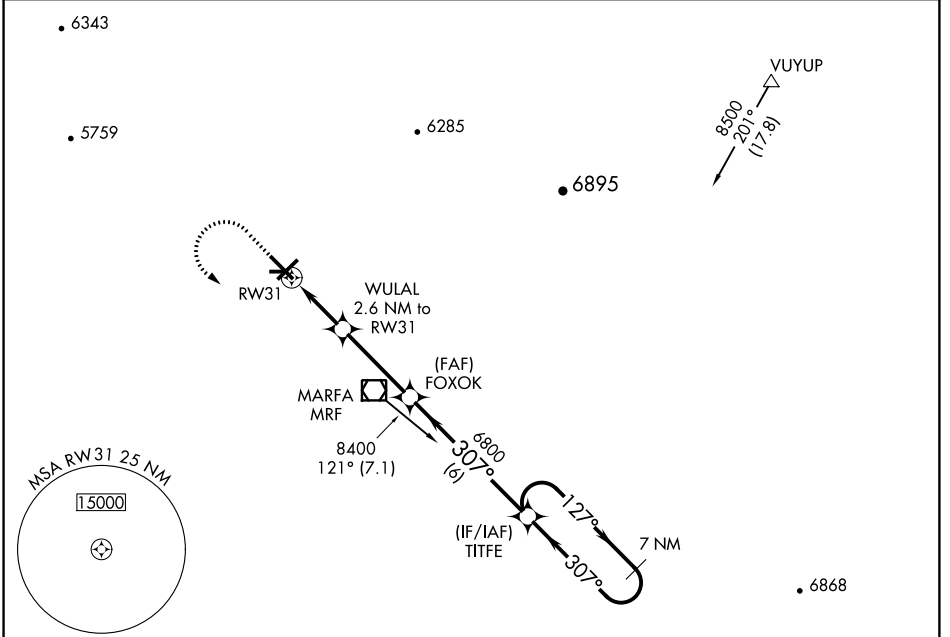 6343
VUYUP
8500
201°
(17.8)
5759
6285
6895
RW31
WULAL
2.6 NM to
RW31
(FAF)
FOXOK
MARFA
MRF
8400
121° (7.1)
6800
307°
(6)
MSA RW31 25 NM
15000
(IF/IAF)
TITFE
127°
307°
7 NM
6868